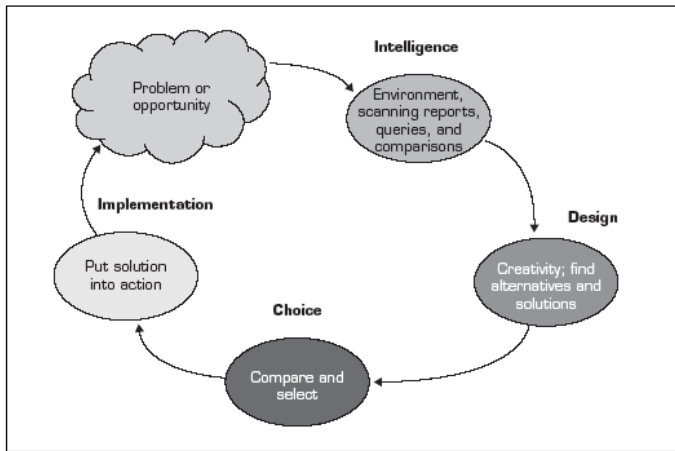 Problem or
opportunity
Intelligence
Environment,
scanning reports,
queries, and
comparisons
Design
Creativity; find
alternatives and
solutions
Choice
Compare and
select
Implementation
Put solution
into action